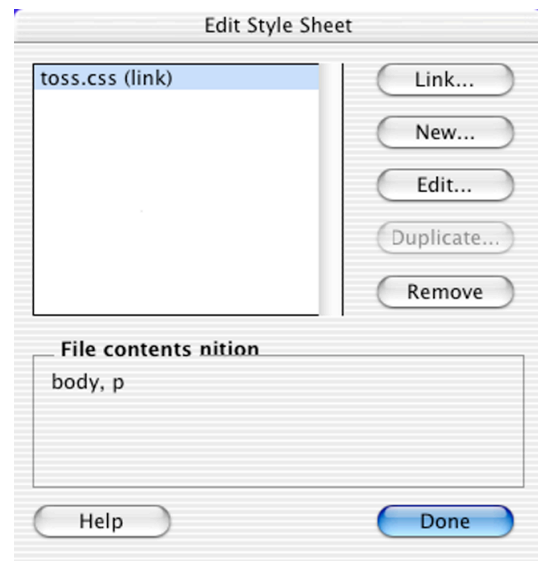 Edit Style Sheet
toss.css (link)
Link...
New...
Edit...
Duplicate...
Remove
File contents nition
body, p
Help
Done